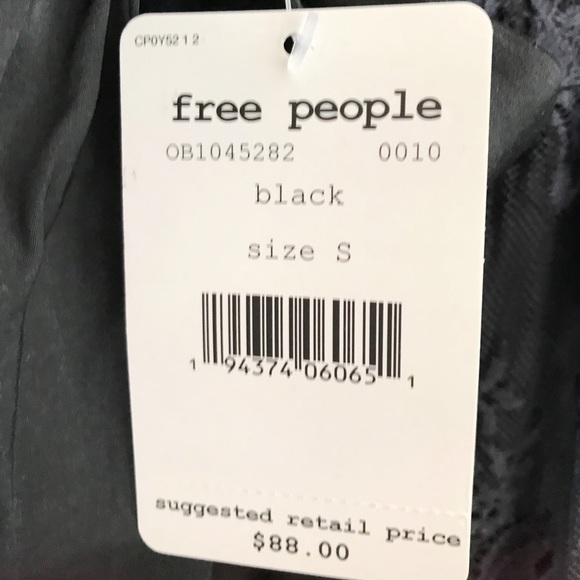 CP0Y52 1 2
free people
OB1045282 0010
black
size S
1 94374 06065 1
suggested retail price
$88.00